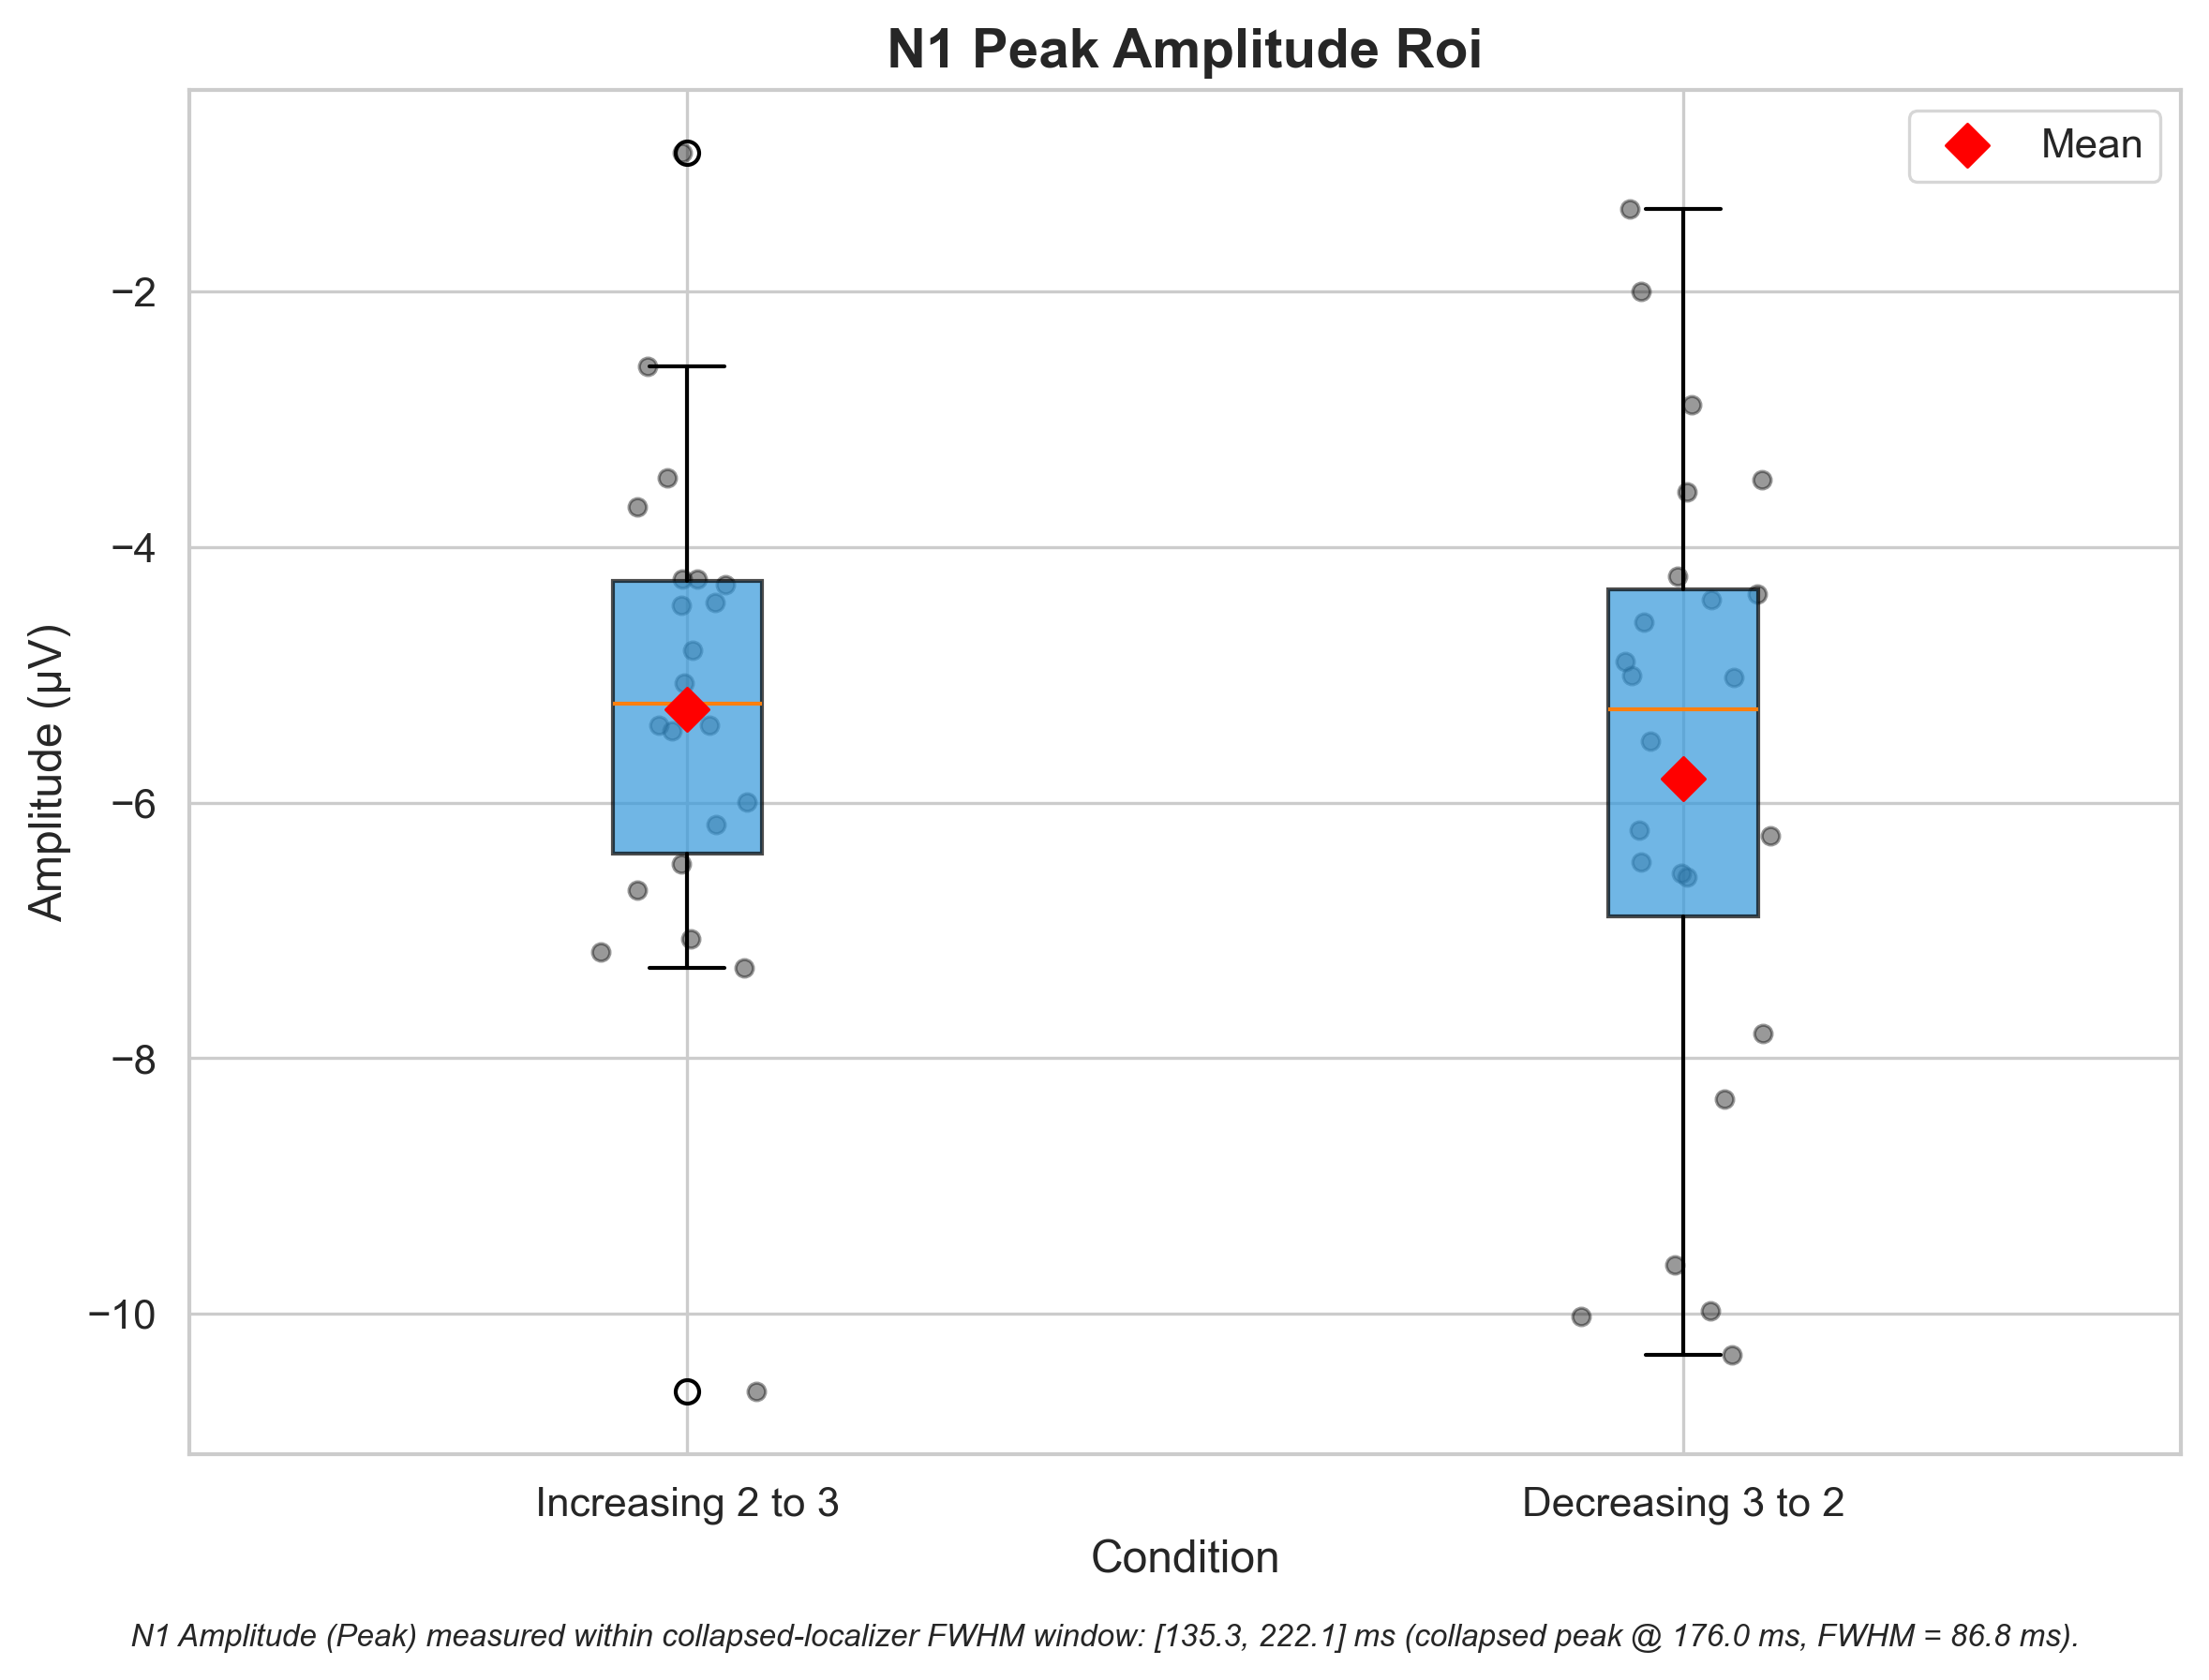 N1 Peak Amplitude Roi
Mean
−2
−4
−6
−8
−10
Amplitude (µV)
Increasing 2 to 3
Decreasing 3 to 2
Condition
N1 Amplitude (Peak) measured within collapsed-localizer FWHM window: [135.3, 222.1] ms (collapsed peak @ 176.0 ms, FWHM = 86.8 ms).